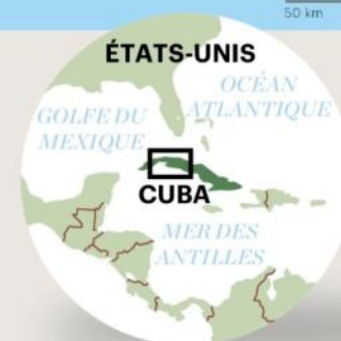 50 km
ÉTATS-UNIS
OCÉAN
ATLANTIQUE
GOLFE DU
MEXIQUE
CUBA
MER DES
ANTILLES